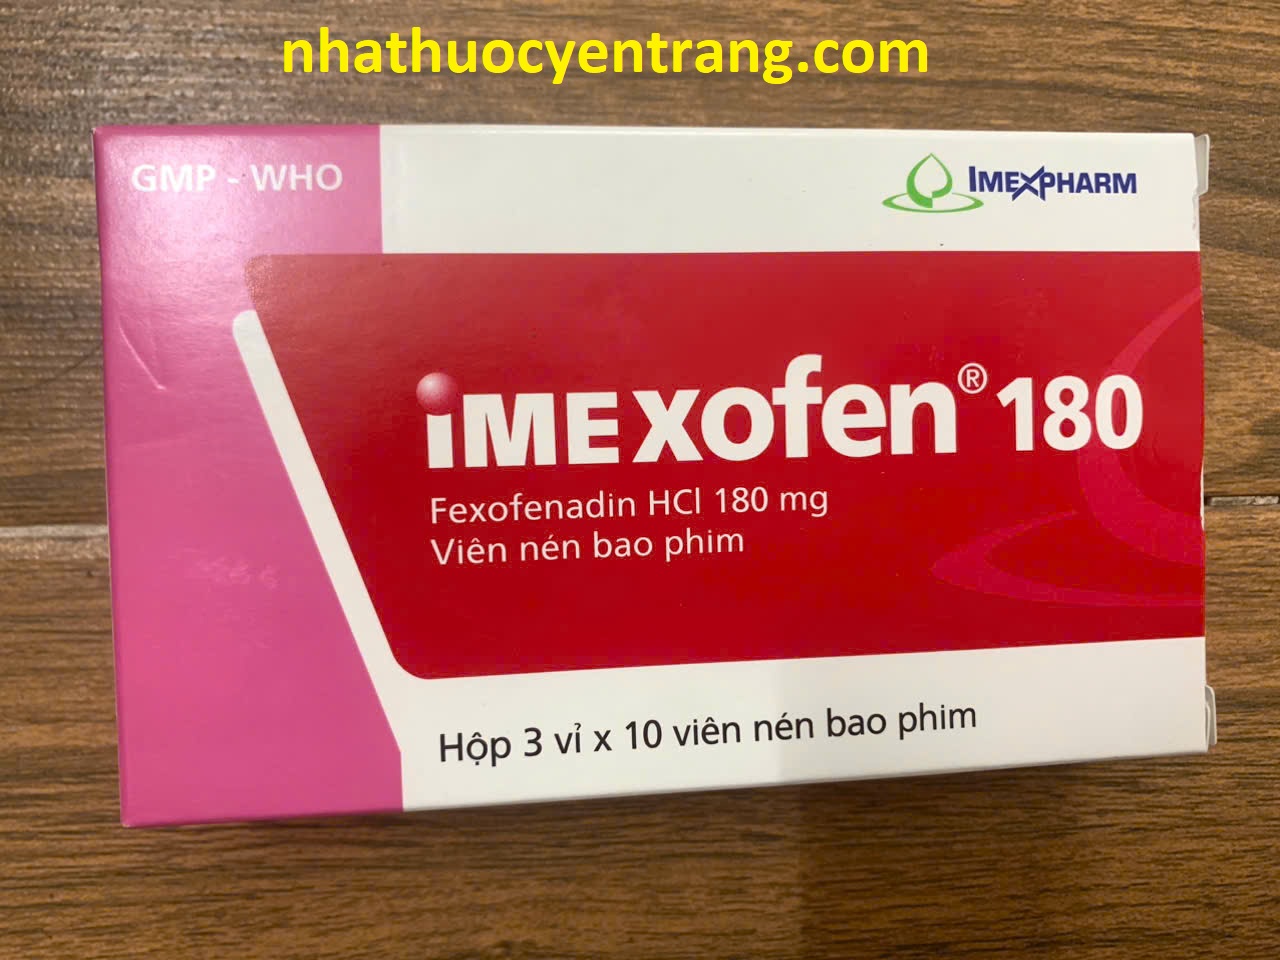 nhathuocyentrang.com
GMP - WHO
IMEXPHARM
iMEXofen® 180
Fexofenadin HCl 180 mg
Viên nén bao phim
Hộp 3 vỉ x 10 viên nén bao phim